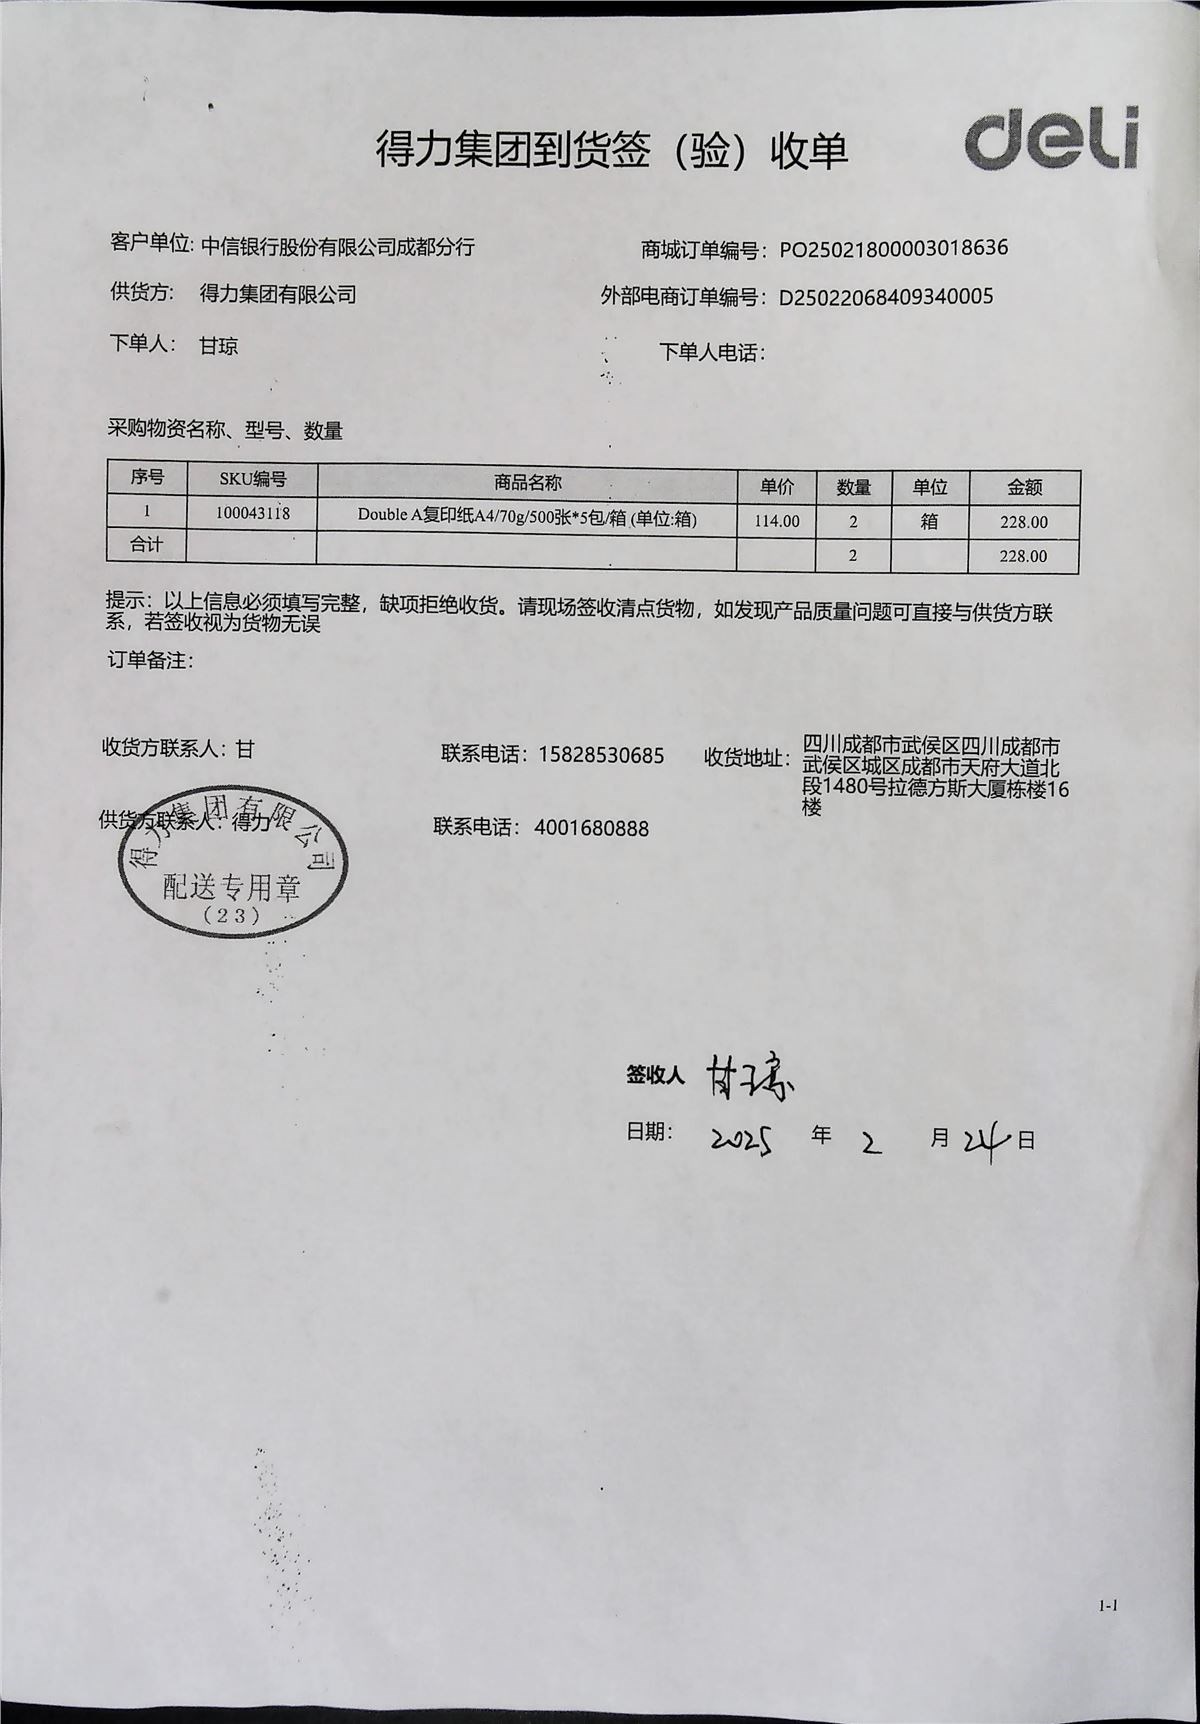 deli
得力集团到货签（验）收单
客户单位: 中信银行股份有限公司成都分行 商城订单编号: PO25021800003018636
供货方: 得力集团有限公司 外部电商订单编号: D25022068409340005
下单人: 甘琼 下单人电话:
采购物资名称、型号、数量
序号 SKU编号 商品名称 单价 数量 单位 金额
1 100043118 Double A复印纸A4/70g/500张*5包/箱 (单位:箱) 114.00 2 箱 228.00
合计 2 228.00
提示: 以上信息必须填写完整，缺项拒绝收货。请现场签收清点货物，如发现产品质量问题可直接与供货方联
系，若签收视为货物无误
订单备注:
收货方联系人: 甘 联系电话: 15828530685 收货地址: 四川成都市武侯区四川成都市
武侯区城区成都市天府大道北
段1480号拉德方斯大厦栋楼16
楼
供货方联系人: 得力 联系电话: 4001680888
得力集团有限公司
配送专用章
(23)
签收人 甘琼
日期: 2025 年 2 月 24 日
1-1